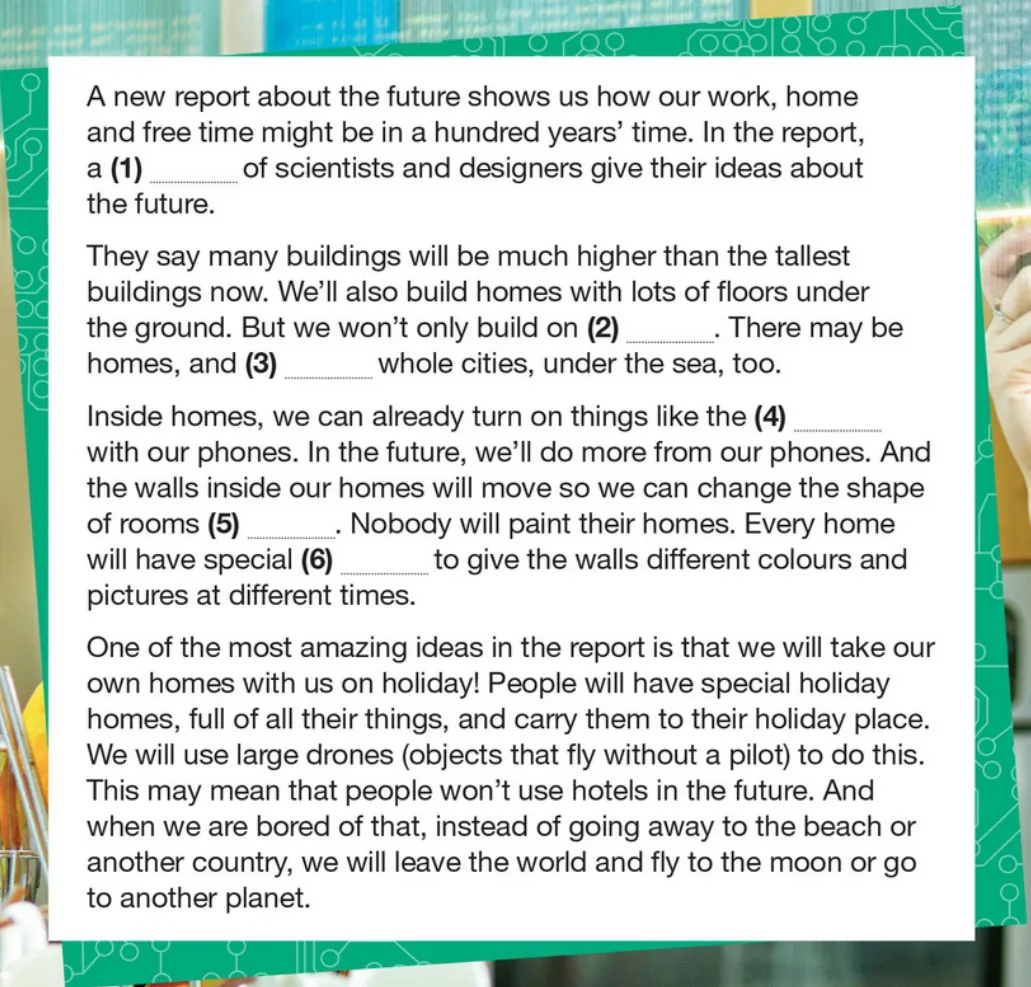 A new report about the future shows us how our work, home
and free time might be in a hundred years’ time. In the report,
a (1) ________ of scientists and designers give their ideas about
the future.
They say many buildings will be much higher than the tallest
buildings now. We’ll also build homes with lots of floors under
the ground. But we won’t only build on (2) ________. There may be
homes, and (3) ________ whole cities, under the sea, too.
Inside homes, we can already turn on things like the (4) ________
with our phones. In the future, we’ll do more from our phones. And
the walls inside our homes will move so we can change the shape
of rooms (5) ________. Nobody will paint their homes. Every home
will have special (6) ________ to give the walls different colours and
pictures at different times.
One of the most amazing ideas in the report is that we will take our
own homes with us on holiday! People will have special holiday
homes, full of all their things, and carry them to their holiday place.
We will use large drones (objects that fly without a pilot) to do this.
This may mean that people won’t use hotels in the future. And
when we are bored of that, instead of going away to the beach or
another country, we will leave the world and fly to the moon or go
to another planet.